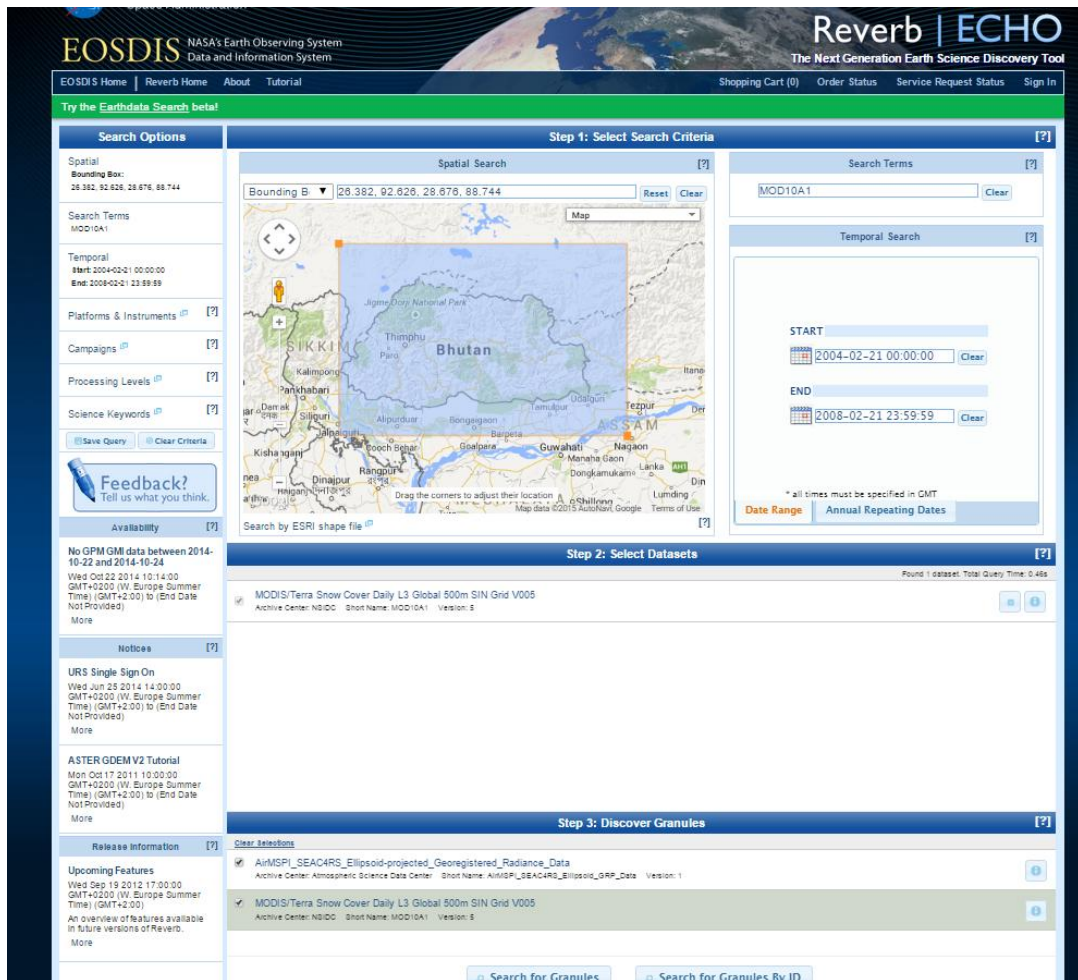 EOSDIS NASA's Earth Observing System
Data and Information System
Reverb | ECHO
The Next Generation Earth Science Discovery Tool
EOSDIS Home | Reverb Home About Tutorial
Shopping Cart (0) Order Status Service Request Status Sign In
Try the Earthdata Search beta!
Search Options
Spatial
Bounding Box:
26.382, 92.626, 28.676, 88.744
Search Terms
MOD10A1
Temporal
Start: 2004-02-21 00:00:00
End: 2008-02-21 23:59:59
Platforms & Instruments [?]
Campaigns [?]
Processing Levels [?]
Science Keywords [?]
Save Query Clear Criteria
Feedback?
Tell us what you think.
Availability [?]
No GPM GMI data between 2014-
10-22 and 2014-10-24
Wed Oct 22 2014 10:14:00
GMT+0200 (W. Europe Summer
Time) (GMT+2:00) to (End Date
Not Provided)
More
Notices [?]
URS Single Sign On
Wed Jun 25 2014 14:00:00
GMT+0200 (W. Europe Summer
Time) (GMT+2:00) to (End Date
Not Provided)
More
ASTER GDEM V2 Tutorial
Mon Oct 17 2011 10:00:00
GMT+0200 (W. Europe Summer
Time) (GMT+2:00) to (End Date
Not Provided)
More
Release Information [?]
Upcoming Features
Wed Sep 19 2012 17:00:00
GMT+0200 (W. Europe Summer
Time) (GMT+2:00)
An overview of features available
in future versions of Reverb.
More
Step 1: Select Search Criteria [?]
Spatial Search [?]
Bounding B 26.382, 92.626, 28.676, 88.744 Reset Clear
Map
Jigme Dorji National Park
Thimphu
SIKKIM
Paro
Bhutan
Kalimpong
Pankhabari
Itana
Damak
Siliguri
Alipurduar
Bongaigaon
Tamulpur
Udalguri
Tezpur
Der
ASSAM
Jalpaiguri
Barpeta
Kishanganj
Cooch Behar
Goalpara
Guwahati
Nagaon
Manaha Gaon
Lanka AH1
Rangpur
Dongkamukam
Dinajpur
Din
Raiganj
Shillong
Lumding
Drag the corners to adjust their location
Map data ©2015 AutoNavi, Google Terms of Use
Search by ESRI shape file [?]
Search Terms [?]
MOD10A1 Clear
Temporal Search [?]
START
2004-02-21 00:00:00 Clear
END
2008-02-21 23:59:59 Clear
* all times must be specified in GMT
Date Range Annual Repeating Dates
Step 2: Select Datasets [?]
Found 1 dataset. Total Query Time: 0.46s
MODIS/Terra Snow Cover Daily L3 Global 500m SIN Grid V005
Archive Center: NSIDC Short Name: MOD10A1 Version: 5
Step 3: Discover Granules [?]
Clear Selections
AirMSPI_SEAC4RS_Ellipsoid-projected_Georegistered_Radiance_Data
Archive Center: Atmospheric Science Data Center Short Name: AirMSPI_SEAC4RS_Ellipsoid_GRP_Data Version: 1
MODIS/Terra Snow Cover Daily L3 Global 500m SIN Grid V005
Archive Center: NSIDC Short Name: MOD10A1 Version: 5
Search for Granules Search for Granules By ID